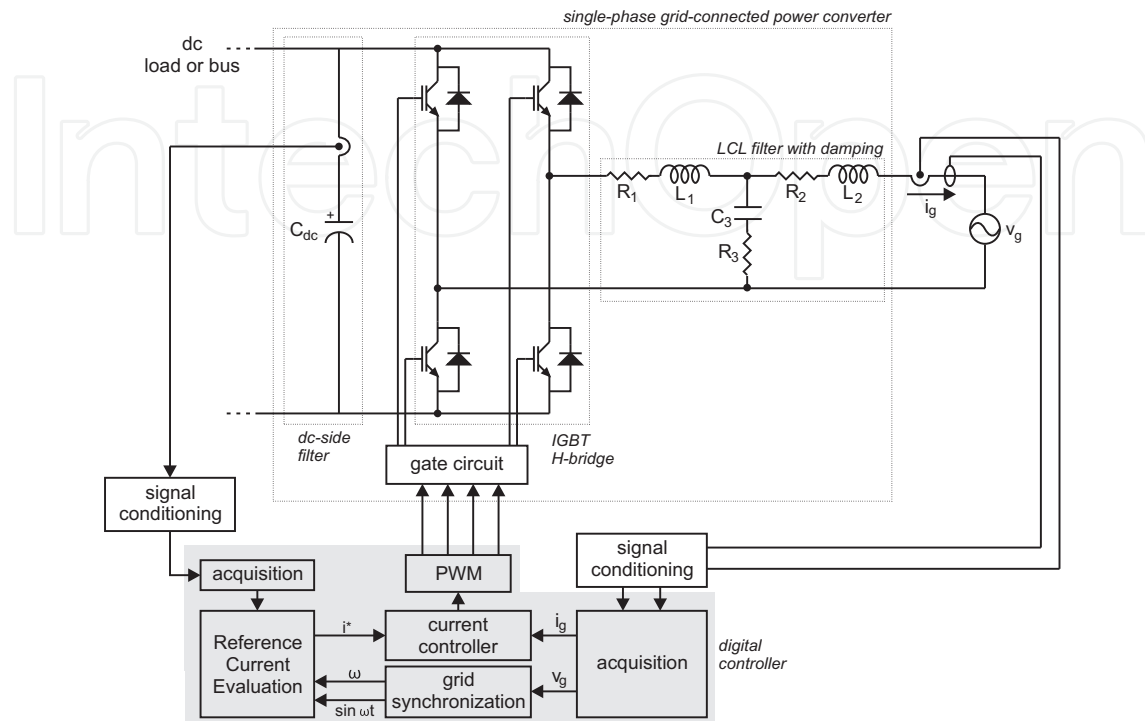 single-phase grid-connected power converter
dc
load or bus
IntechOpen
LCL filter with damping
R1
L1
R2
L2
C3
R3
ig
vg
+
Cdc
dc-side
filter
IGBT
H-bridge
gate circuit
signal
conditioning
signal
conditioning
acquisition
PWM
Reference
Current
Evaluation
i*
current
controller
ig
acquisition
digital
controller
ω
sin ωt
grid
synchronization
vg